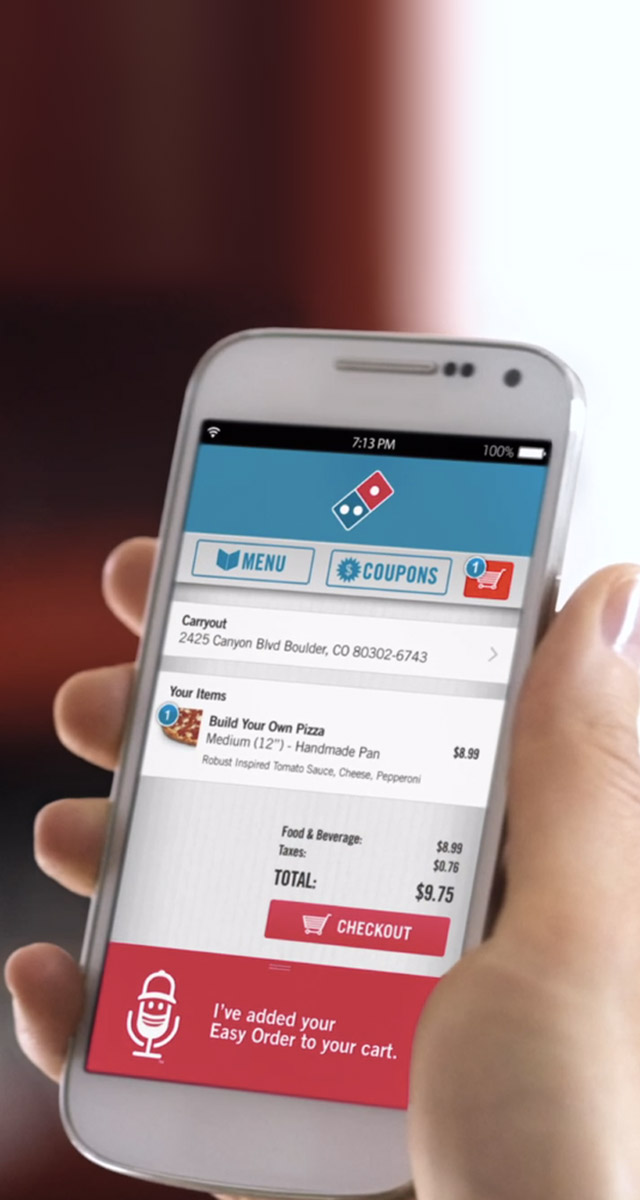 7:13 PM
100%
MENU
COUPONS
1
Carryout
2425 Canyon Blvd Boulder, CO 80302-6743
Your Items
1
Build Your Own Pizza
Medium (12") - Handmade Pan
$8.99
Robust Inspired Tomato Sauce, Cheese, Pepperoni
Food & Beverage: $8.99
Taxes: $0.76
TOTAL: $9.75
CHECKOUT
I've added your
Easy Order to your cart.